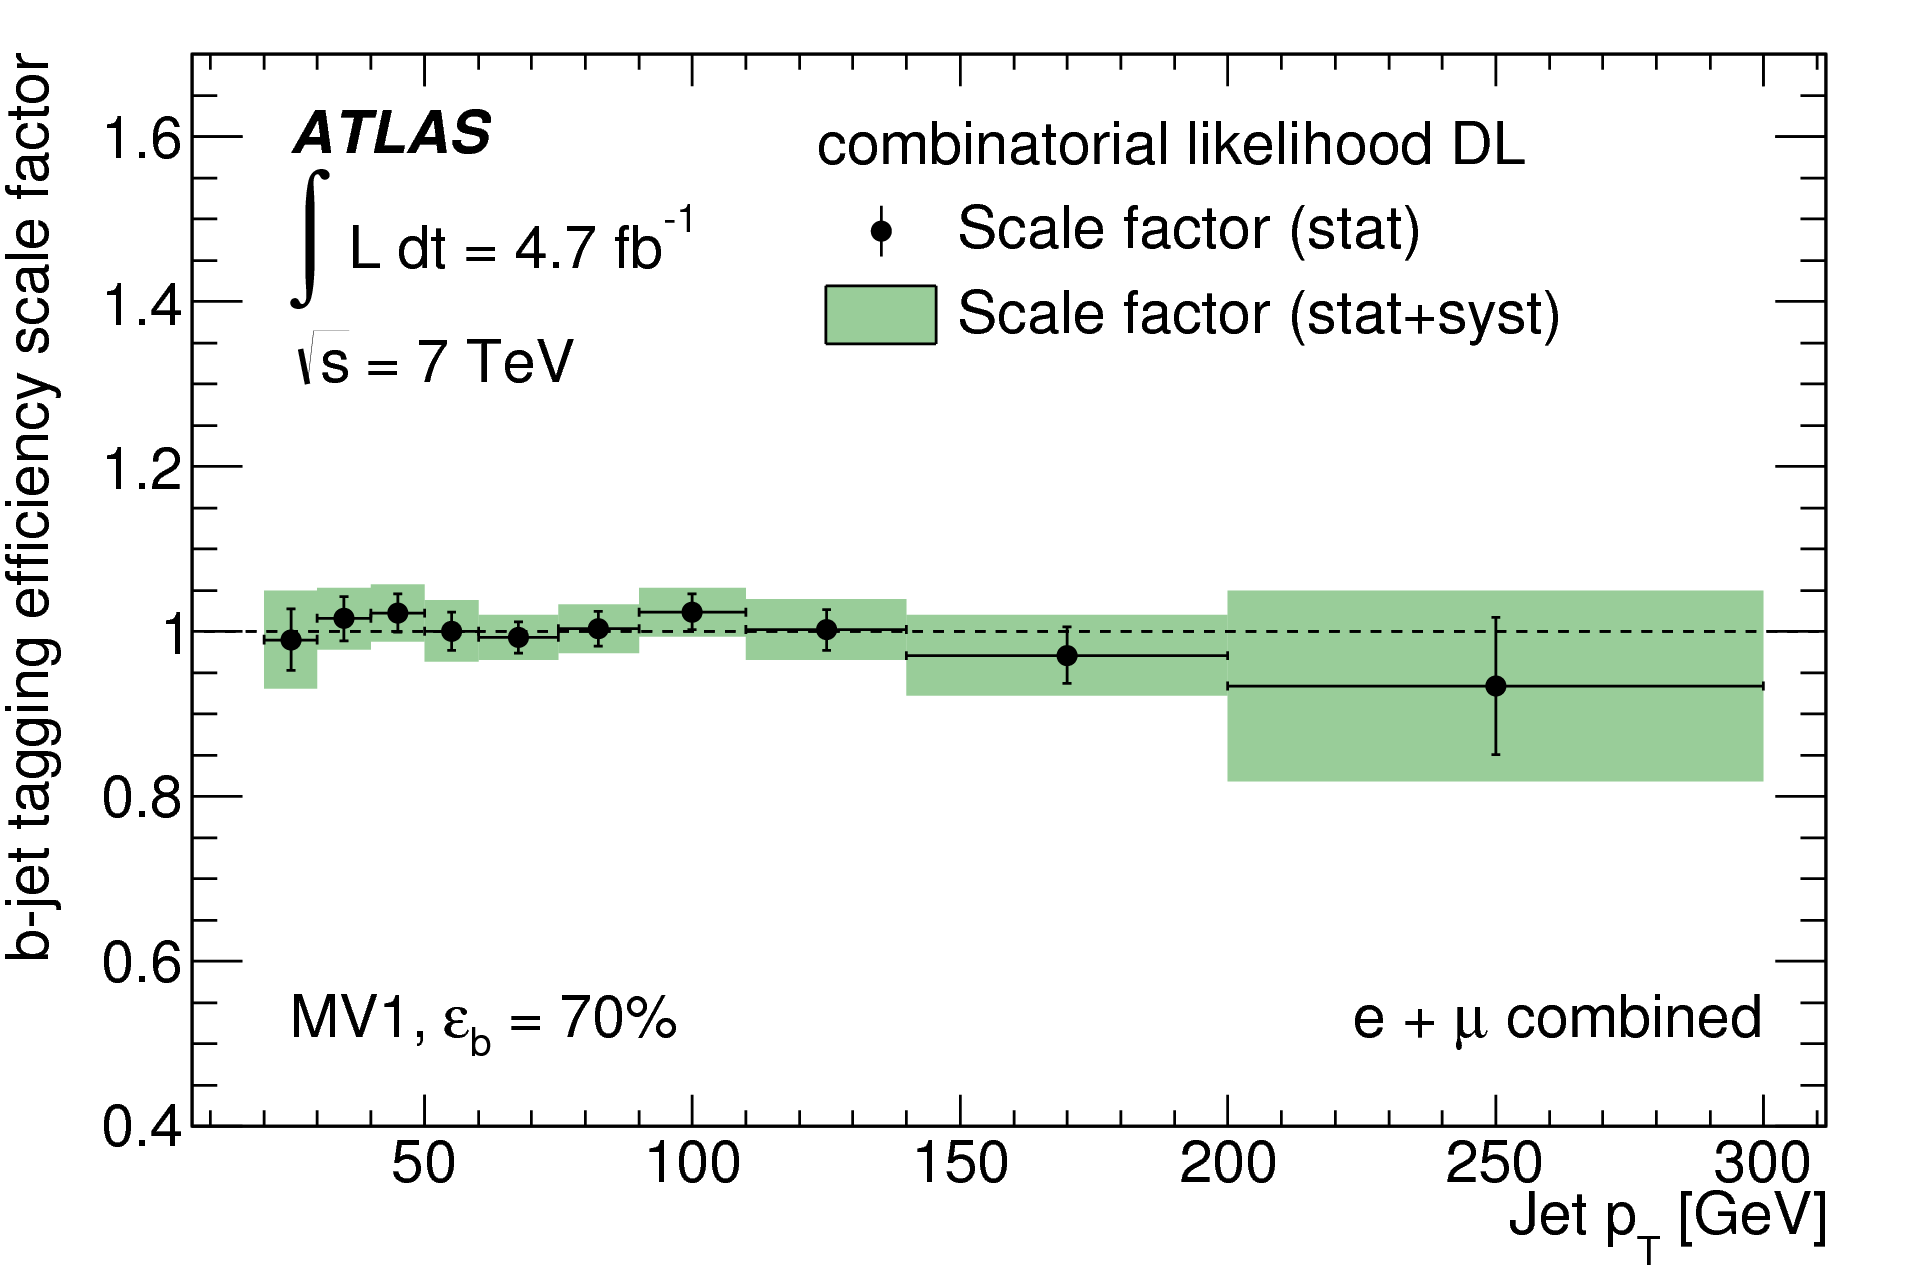 b-jet tagging efficiency scale factor
1.6
1.4
1.2
1
0.8
0.6
0.4
ATLAS
∫ L dt = 4.7 fb⁻¹
√s = 7 TeV
combinatorial likelihood DL
Scale factor (stat)
Scale factor (stat+syst)
MV1, ε_b = 70%
e + μ combined
50 100 150 200 250 300
Jet p_T [GeV]